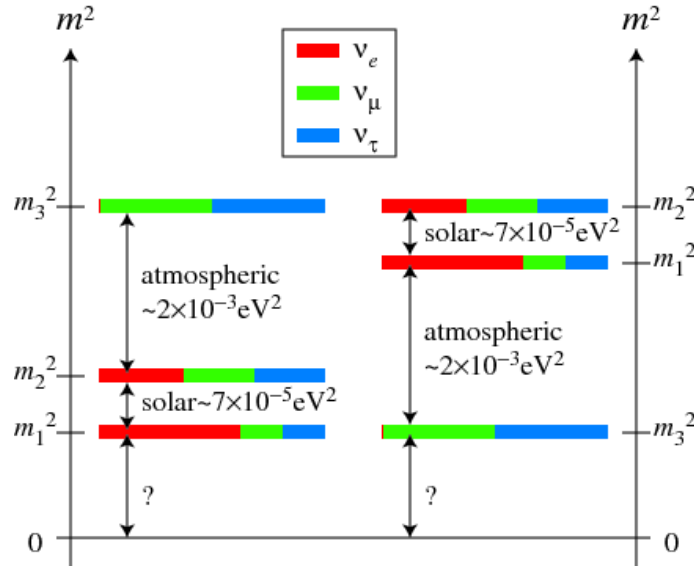 m²
m²
νₑ
ν_μ
ν_τ
m₃²
m₂²
solar~7×10⁻⁵eV²
m₁²
atmospheric
~2×10⁻³eV²
atmospheric
~2×10⁻³eV²
m₂²
solar~7×10⁻⁵eV²
m₁²
m₃²
?
?
0
0